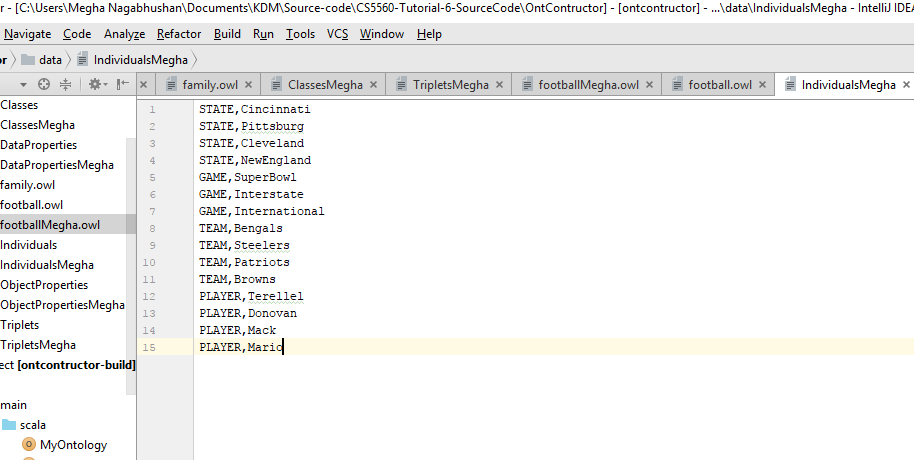 r - [C:\Users\Megha Nagabhushan\Documents\KDM\Source-code\CS5560-Tutorial-6-SourceCode\OntContructor] - [ontcontructor] - ...\data\IndividualsMegha - IntelliJ IDEA
Navigate Code Analyze Refactor Build Run Tools VCS Window Help
or data IndividualsMegha
family.owl ClassesMegha TripletsMegha footballMegha.owl football.owl IndividualsMegha
Classes
ClassesMegha
DataProperties
DataPropertiesMegha
family.owl
football.owl
footballMegha.owl
Individuals
IndividualsMegha
ObjectProperties
ObjectPropertiesMegha
Triplets
TripletsMegha
ect [ontcontructor-build]
main
scala
MyOntology
1 STATE,Cincinnati
2 STATE,Pittsburg
3 STATE,Cleveland
4 STATE,NewEngland
5 GAME,SuperBowl
6 GAME,Interstate
7 GAME,International
8 TEAM,Bengals
9 TEAM,Steelers
10 TEAM,Patriots
11 TEAM,Browns
12 PLAYER,Terellel
13 PLAYER,Donovan
14 PLAYER,Mack
15 PLAYER,Mario